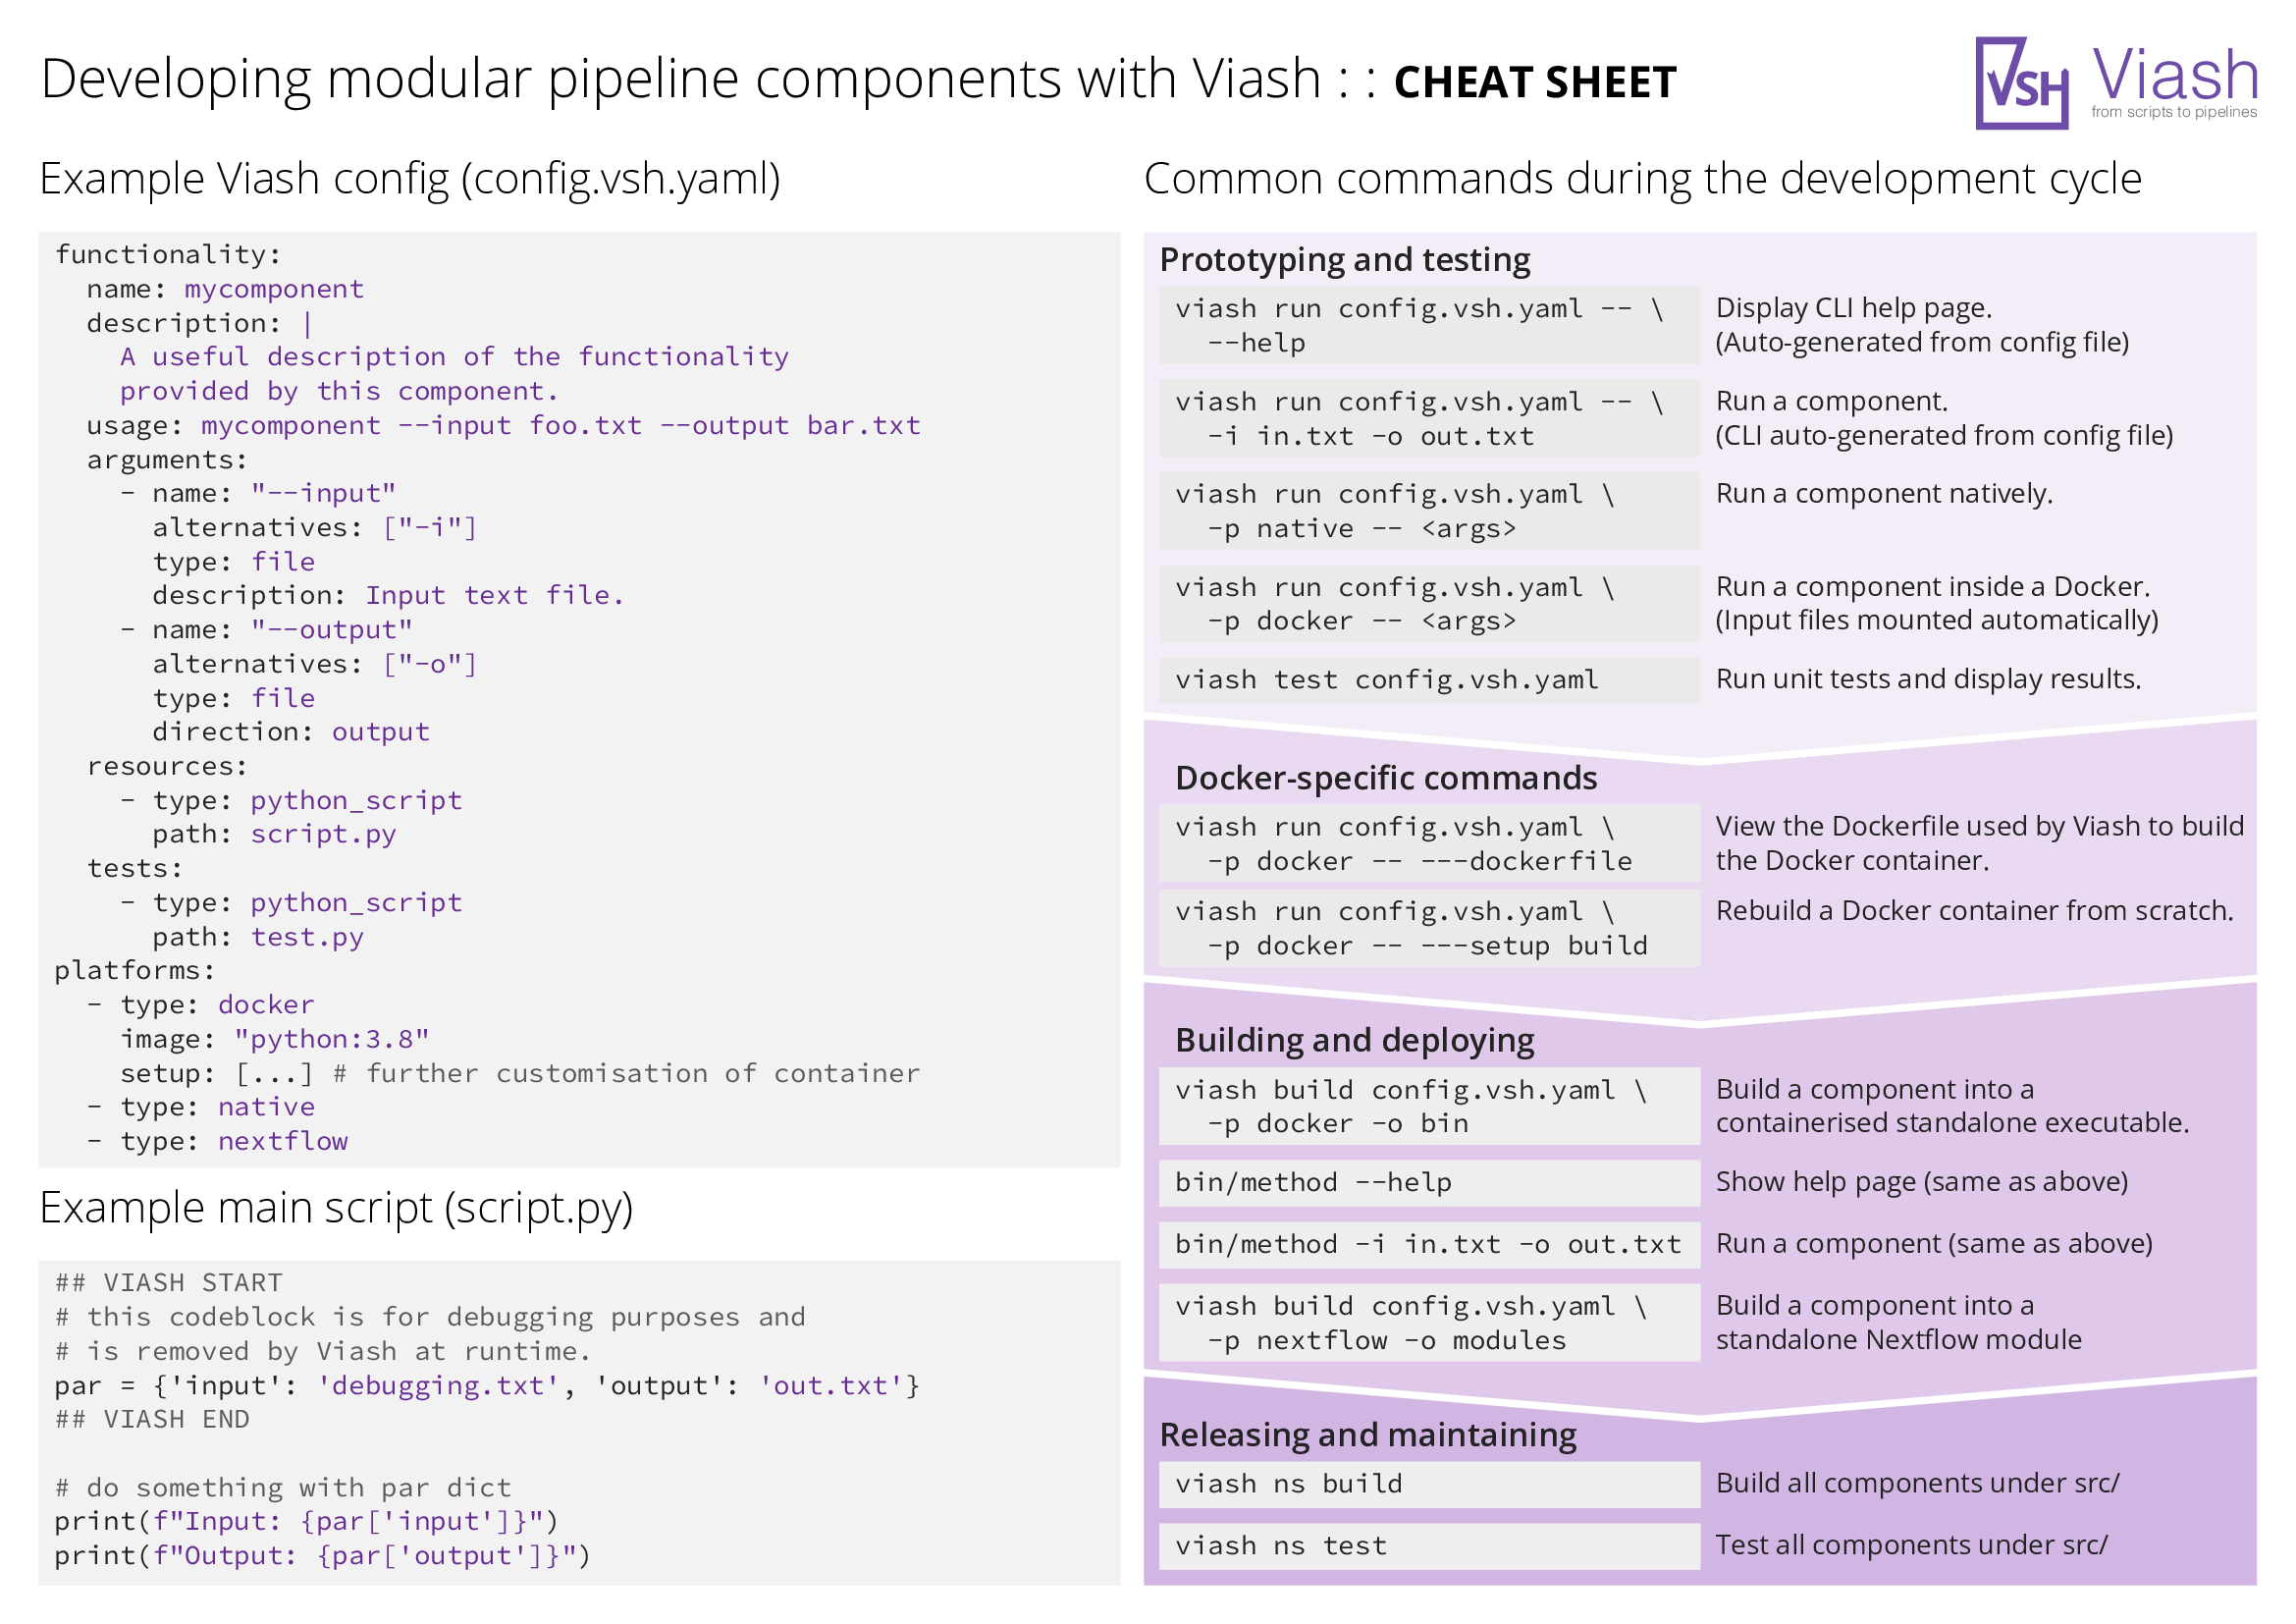 Developing modular pipeline components with Viash : : CHEAT SHEET
VSH Viash
from scripts to pipelines
Example Viash config (config.vsh.yaml)
functionality:
  name: mycomponent
  description: |
    A useful description of the functionality
    provided by this component.
  usage: mycomponent --input foo.txt --output bar.txt
  arguments:
    - name: "--input"
      alternatives: ["-i"]
      type: file
      description: Input text file.
    - name: "--output"
      alternatives: ["-o"]
      type: file
      direction: output
  resources:
    - type: python_script
      path: script.py
  tests:
    - type: python_script
      path: test.py
platforms:
  - type: docker
    image: "python:3.8"
    setup: [...] # further customisation of container
  - type: native
  - type: nextflow
Example main script (script.py)
## VIASH START
# this codeblock is for debugging purposes and
# is removed by Viash at runtime.
par = {'input': 'debugging.txt', 'output': 'out.txt'}
## VIASH END
# do something with par dict
print(f"Input: {par['input']}")
print(f"Output: {par['output']}")
Common commands during the development cycle
Prototyping and testing
viash run config.vsh.yaml -- \
  --help
Display CLI help page.
(Auto-generated from config file)
viash run config.vsh.yaml -- \
  -i in.txt -o out.txt
Run a component.
(CLI auto-generated from config file)
viash run config.vsh.yaml \
  -p native -- <args>
Run a component natively.
viash run config.vsh.yaml \
  -p docker -- <args>
Run a component inside a Docker.
(Input files mounted automatically)
viash test config.vsh.yaml
Run unit tests and display results.
Docker-specific commands
viash run config.vsh.yaml \
  -p docker -- ---dockerfile
View the Dockerfile used by Viash to build
the Docker container.
viash run config.vsh.yaml \
  -p docker -- ---setup build
Rebuild a Docker container from scratch.
Building and deploying
viash build config.vsh.yaml \
  -p docker -o bin
Build a component into a
containerised standalone executable.
bin/method --help
Show help page (same as above)
bin/method -i in.txt -o out.txt
Run a component (same as above)
viash build config.vsh.yaml \
  -p nextflow -o modules
Build a component into a
standalone Nextflow module
Releasing and maintaining
viash ns build
Build all components under src/
viash ns test
Test all components under src/